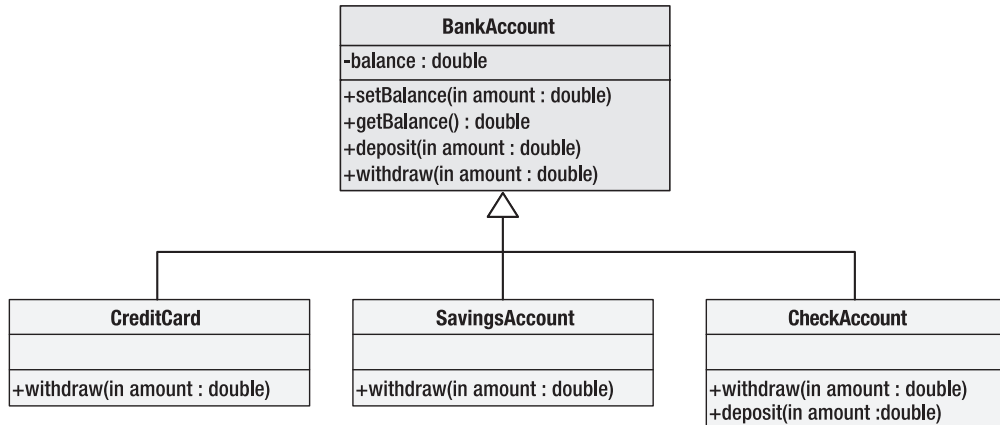 BankAccount
-balance : double
+setBalance(in amount : double)
+getBalance() : double
+deposit(in amount : double)
+withdraw(in amount : double)
CreditCard
+withdraw(in amount : double)
SavingsAccount
+withdraw(in amount : double)
CheckAccount
+withdraw(in amount : double)
+deposit(in amount :double)